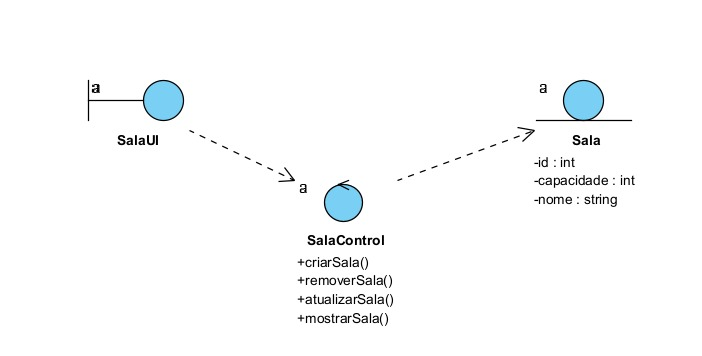 a
SalaUI
a
SalaControl
+criarSala()
+removerSala()
+atualizarSala()
+mostrarSala()
a
Sala
-id : int
-capacidade : int
-nome : string